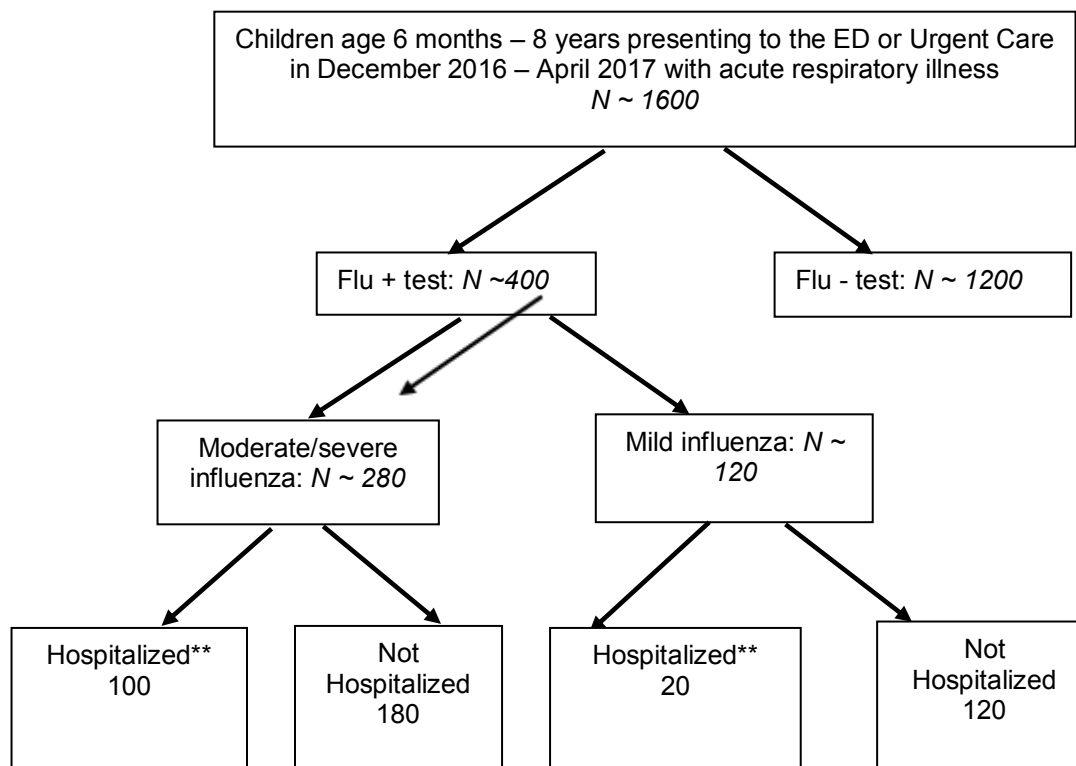 Children age 6 months – 8 years presenting to the ED or Urgent Care
in December 2016 – April 2017 with acute respiratory illness
N ~ 1600
Flu + test: N ~400
Flu - test: N ~ 1200
Moderate/severe
influenza: N ~ 280
Mild influenza: N ~
120
Hospitalized**
100
Not
Hospitalized
180
Hospitalized**
20
Not
Hospitalized
120